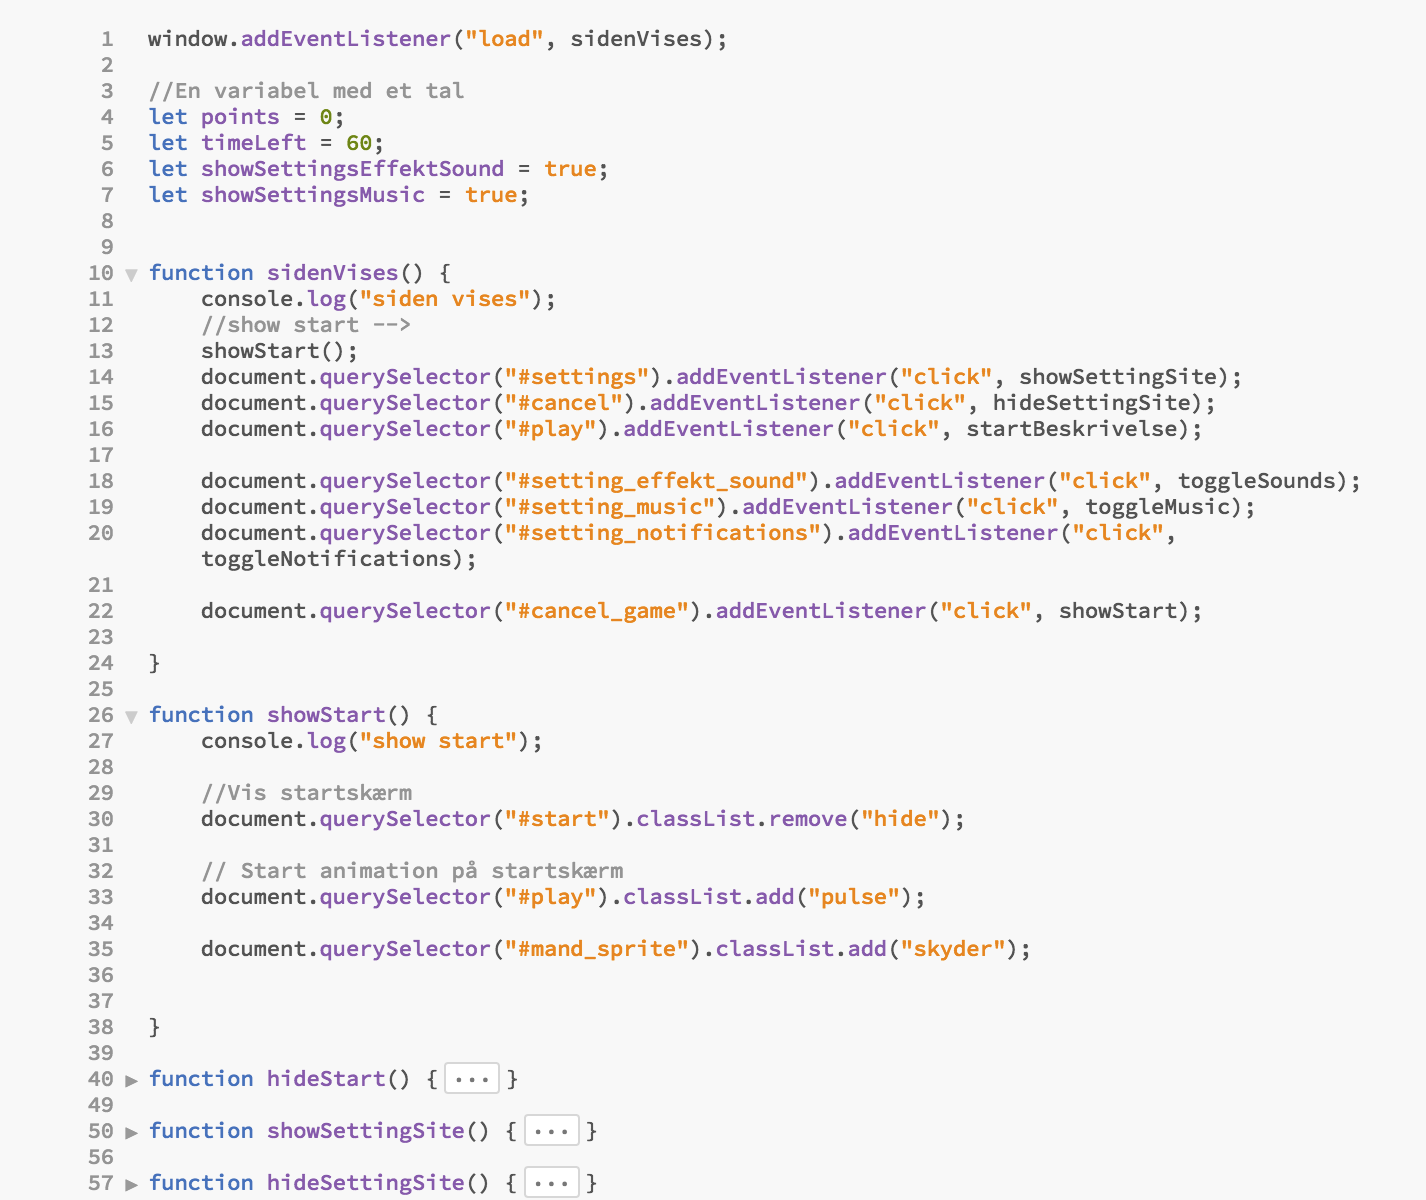 1 window.addEventListener("load", sidenVises);
2
3 //En variabel med et tal
4 let points = 0;
5 let timeLeft = 60;
6 let showSettingsEffektSound = true;
7 let showSettingsMusic = true;
8
9
10 ▼ function sidenVises() {
11 console.log("siden vises");
12 //show start -->
13 showStart();
14 document.querySelector("#settings").addEventListener("click", showSettingSite);
15 document.querySelector("#cancel").addEventListener("click", hideSettingSite);
16 document.querySelector("#play").addEventListener("click", startBeskrivelse);
17
18 document.querySelector("#setting_effekt_sound").addEventListener("click", toggleSounds);
19 document.querySelector("#setting_music").addEventListener("click", toggleMusic);
20 document.querySelector("#setting_notifications").addEventListener("click",
toggleNotifications);
21
22 document.querySelector("#cancel_game").addEventListener("click", showStart);
23
24 }
25
26 ▼ function showStart() {
27 console.log("show start");
28
29 //Vis startskærm
30 document.querySelector("#start").classList.remove("hide");
31
32 // Start animation på startskærm
33 document.querySelector("#play").classList.add("pulse");
34
35 document.querySelector("#mand_sprite").classList.add("skyder");
36
37
38 }
39
40 ▶ function hideStart() { ... }
49
50 ▶ function showSettingSite() { ... }
56
57 ▶ function hideSettingSite() { ... }